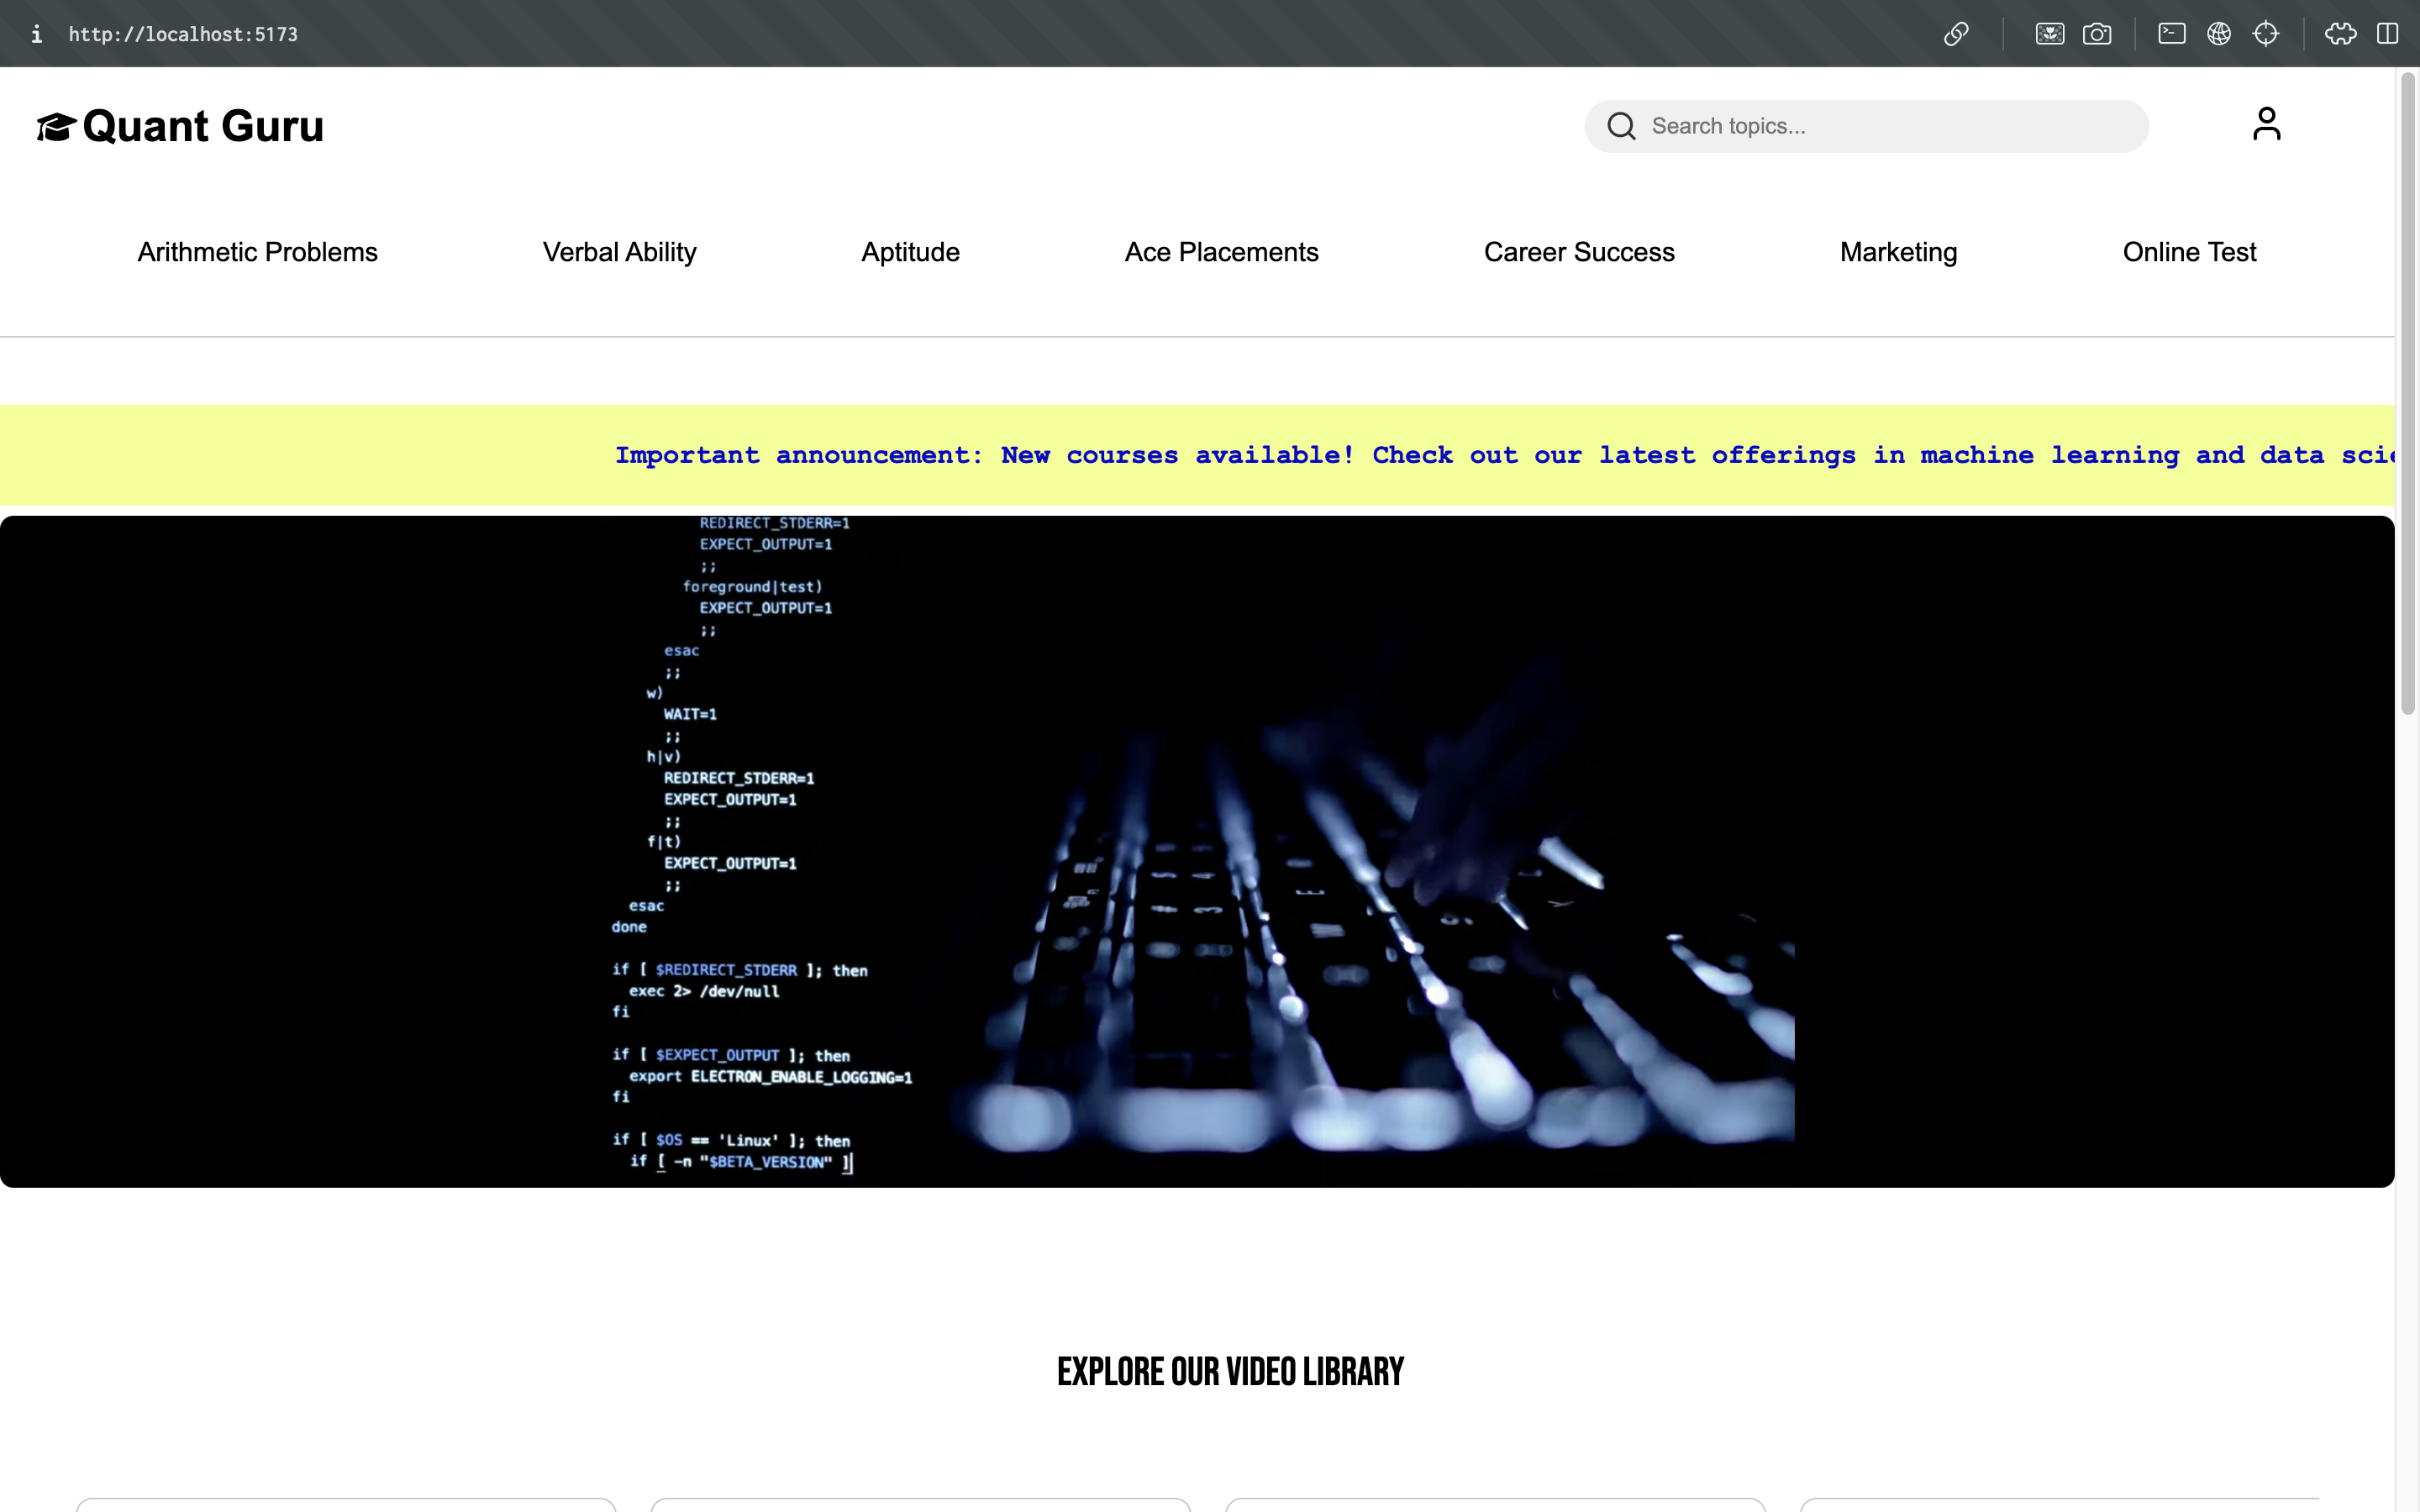 http://localhost:5173
Quant Guru
Search topics...
Arithmetic Problems
Verbal Ability
Aptitude
Ace Placements
Career Success
Marketing
Online Test
Important announcement: New courses available! Check out our latest offerings in machine learning and data scie
REDIRECT_STDERR=1
EXPECT_OUTPUT=1
;;
foreground|test)
EXPECT_OUTPUT=1
;;
esac
;;
w)
WAIT=1
;;
h|v)
REDIRECT_STDERR=1
EXPECT_OUTPUT=1
;;
f|t)
EXPECT_OUTPUT=1
;;
esac
done
if [ $REDIRECT_STDERR ]; then
exec 2> /dev/null
fi
if [ $EXPECT_OUTPUT ]; then
export ELECTRON_ENABLE_LOGGING=1
fi
if [ $OS == 'Linux' ]; then
if [ -n "$BETA_VERSION" ]
EXPLORE OUR VIDEO LIBRARY